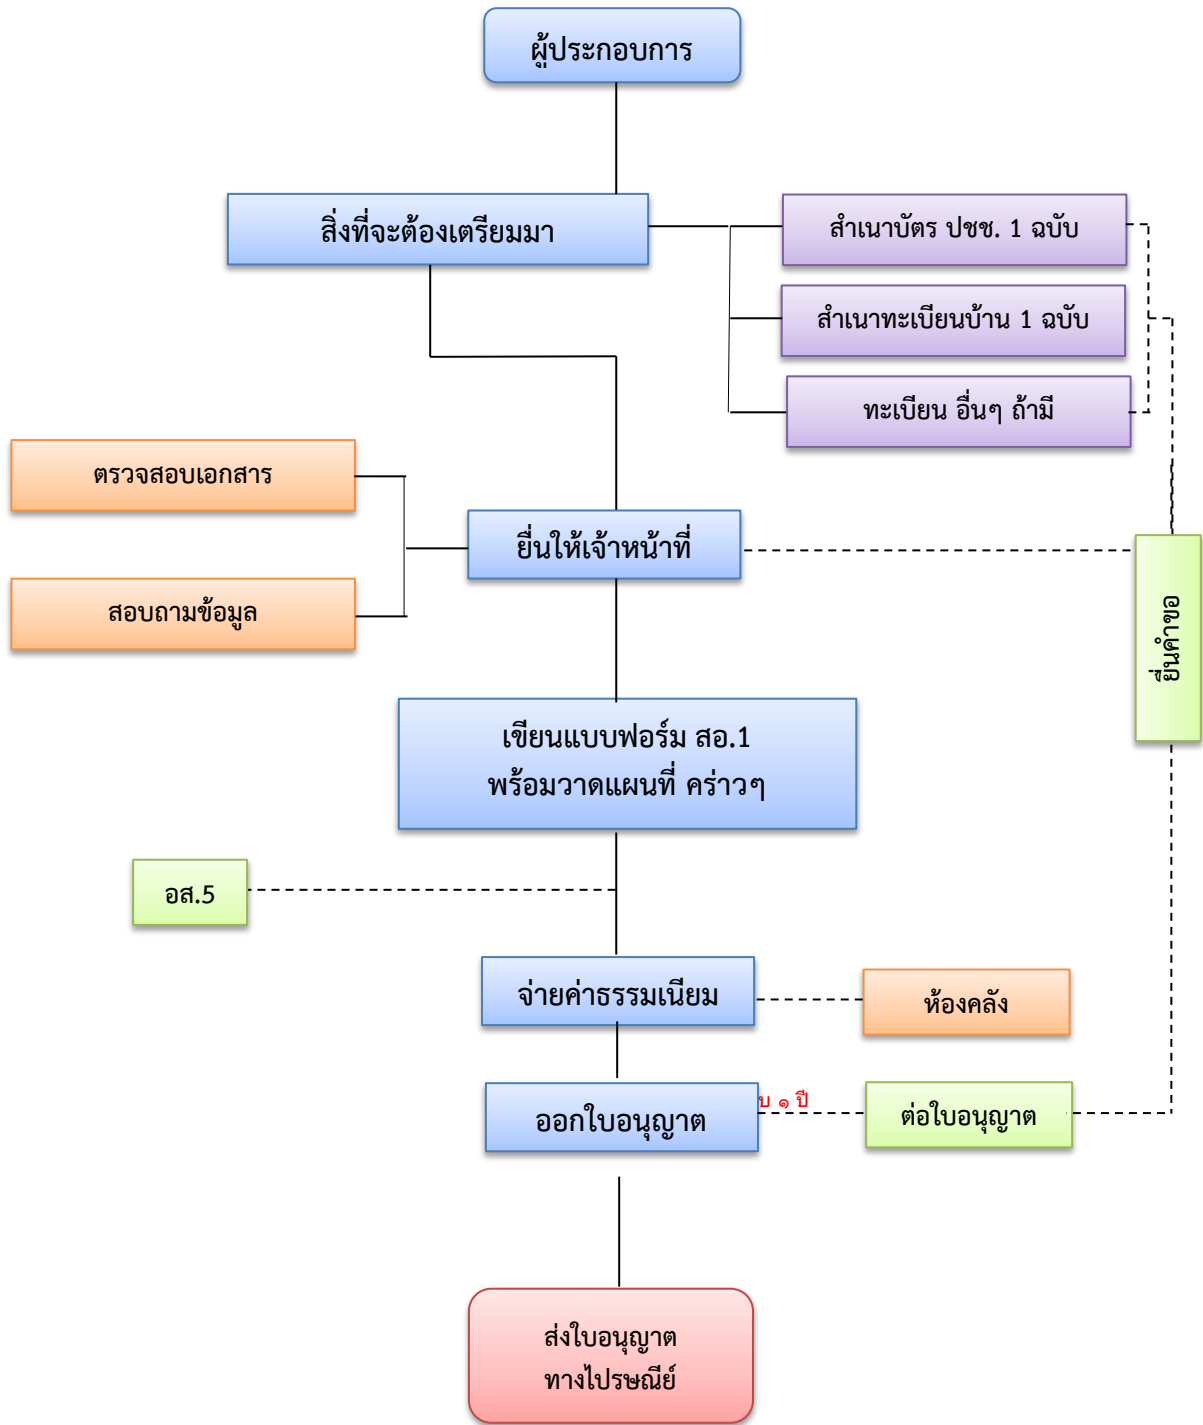 ผู้ประกอบการ
สิ่งที่จะต้องเตรียมมา
สำเนาบัตร ปชช. 1 ฉบับ
สำเนาทะเบียนบ้าน 1 ฉบับ
ทะเบียน อื่นๆ ถ้ามี
ตรวจสอบเอกสาร
ยื่นให้เจ้าหน้าที่
สอบถามข้อมูล
ยื่นคำขอ
เขียนแบบฟอร์ม สอ.1
พร้อมวาดแผนที่ คร่าวๆ
อส.5
จ่ายค่าธรรมเนียม
ห้องคลัง
ออกใบอนุญาต
บ ๑ ปี
ต่อใบอนุญาต
ส่งใบอนุญาต
ทางไปรษณีย์